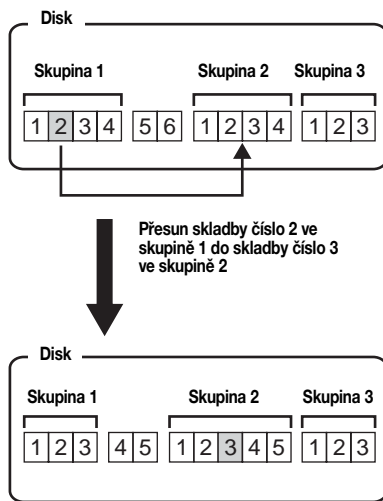 Disk
Skupina 1 Skupina 2 Skupina 3
1 2 3 4 5 6 1 2 3 4 1 2 3
Přesun skladby číslo 2 ve
skupině 1 do skladby číslo 3
ve skupině 2
Disk
Skupina 1 Skupina 2 Skupina 3
1 2 3 4 5 1 2 3 4 5 1 2 3